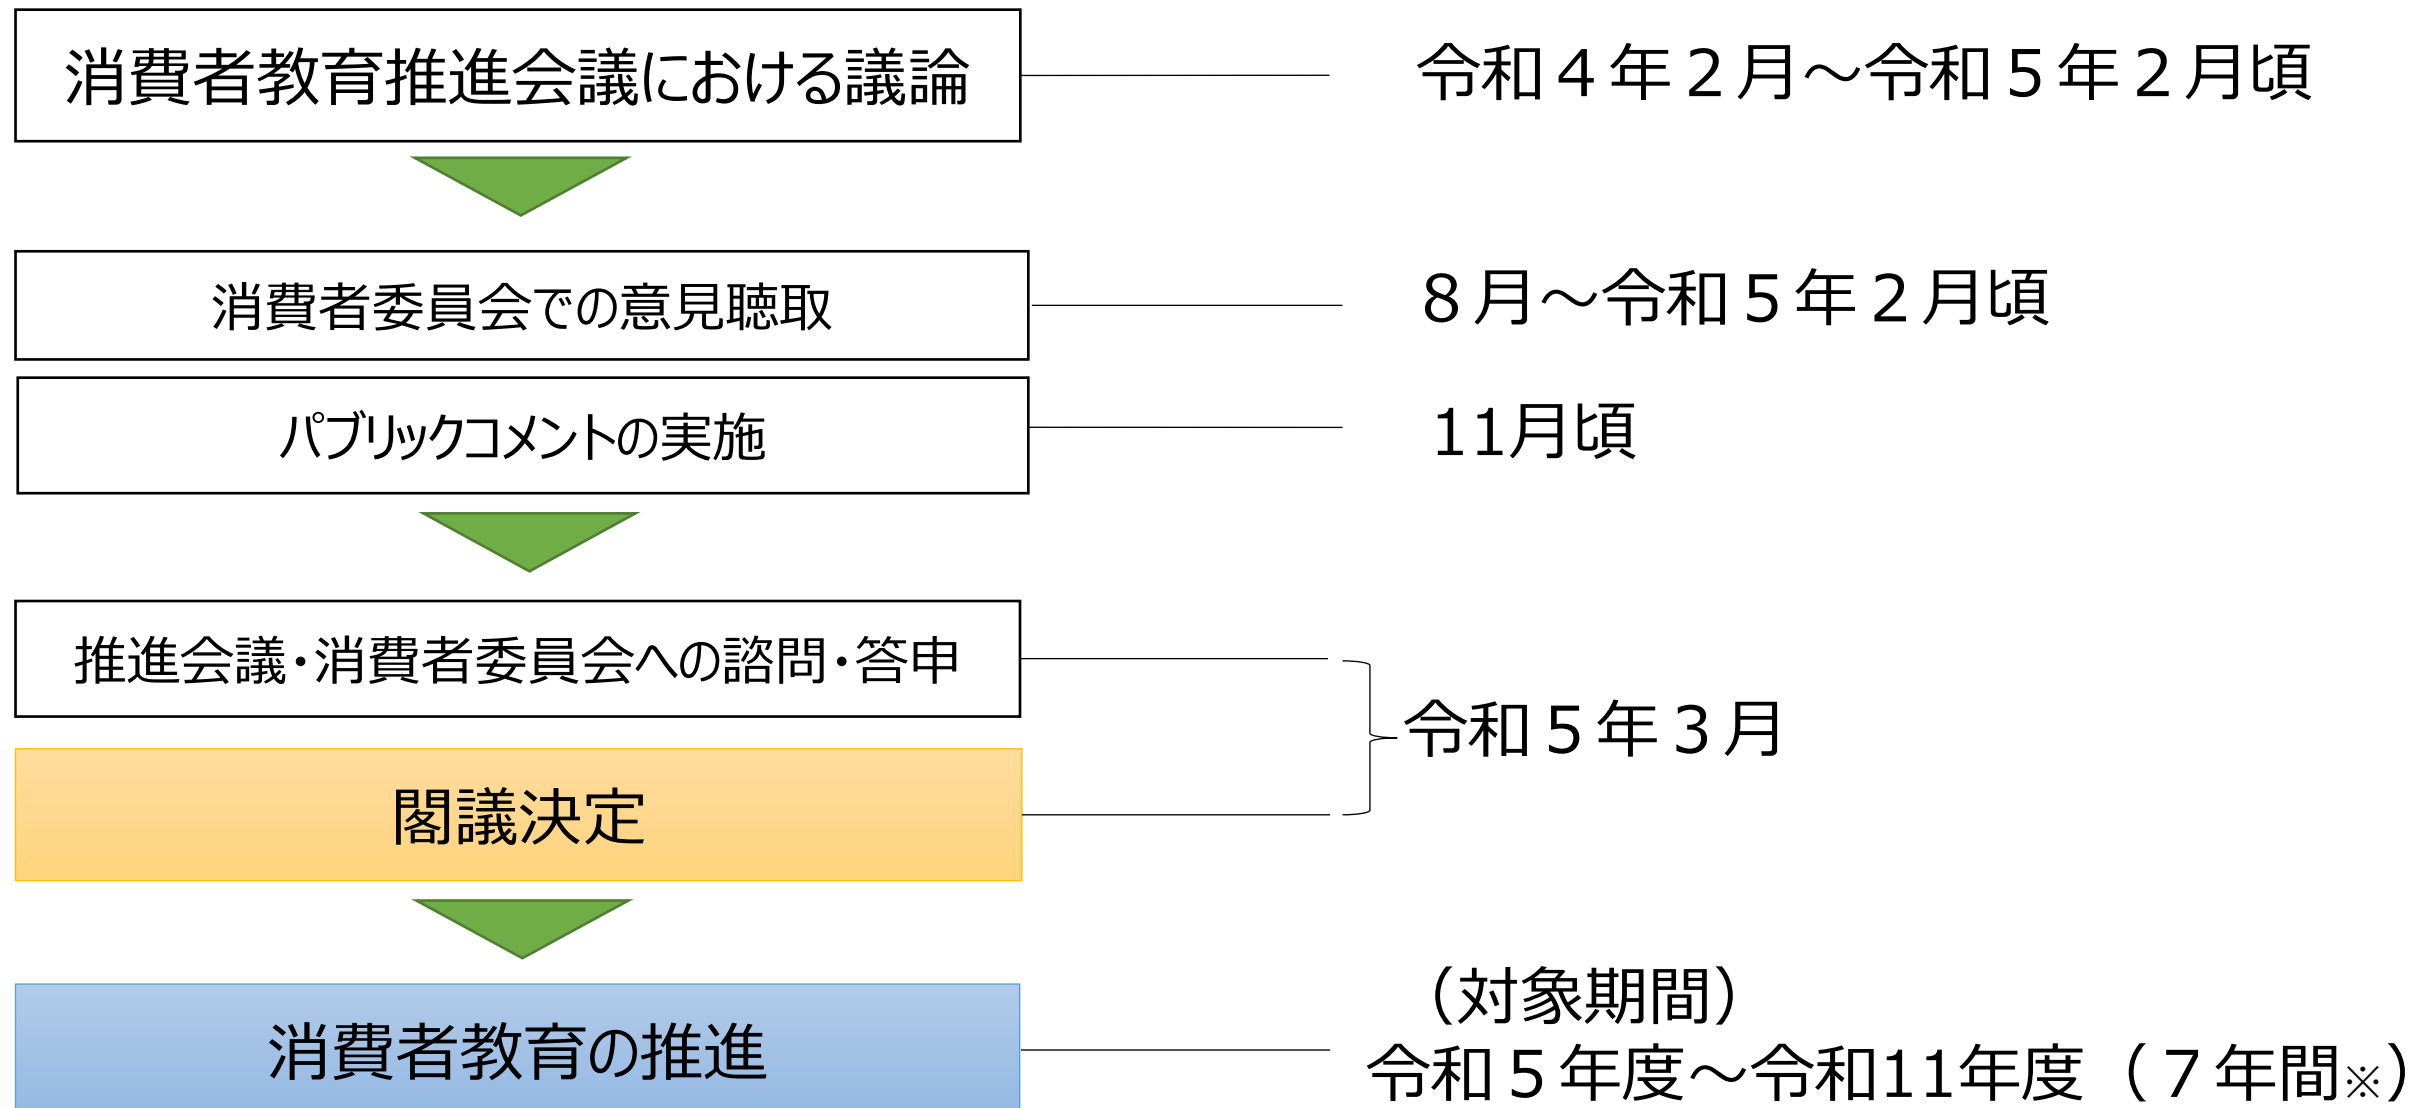 消費者教育推進会議における議論
令和４年２月～令和５年２月頃
消費者委員会での意見聴取
８月～令和５年２月頃
パブリックコメントの実施
11月頃
推進会議・消費者委員会への諮問・答申
令和５年３月
閣議決定
（対象期間）
消費者教育の推進
令和５年度～令和11年度（７年間※）